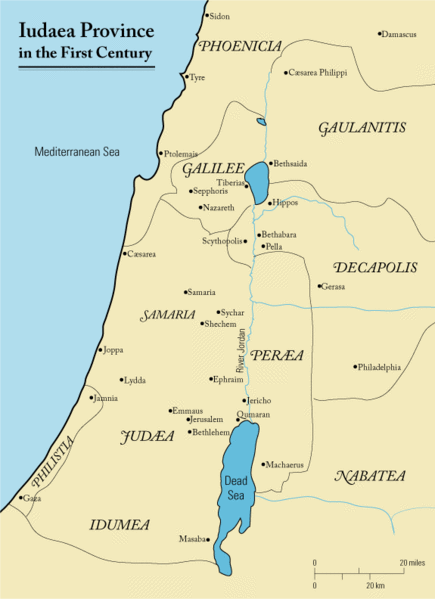 Iudaea Province
in the First Century
Sidon
PHOENICIA
Damascus
Cæsarea Philippi
Tyre
GAULANITIS
Mediterranean Sea
Ptolemais
Bethsaida
GALILEE
Tiberias
Sepphoris
Hippos
Nazareth
Bethabara
Scythopolis
Pella
Cæsarea
DECAPOLIS
Gerasa
Samaria
SAMARIA
Sychar
Shechem
River Jordan
Joppa
PERÆA
Philadelphia
Lydda
Ephraim
Jamnia
Jericho
Emmaus
Qumaran
Jerusalem
JUDÆA
Bethlehem
PHILISTIA
Machaerus
Dead
Sea
NABATEA
Gaza
IDUMEA
Masaba
0 20 miles
0 20 km